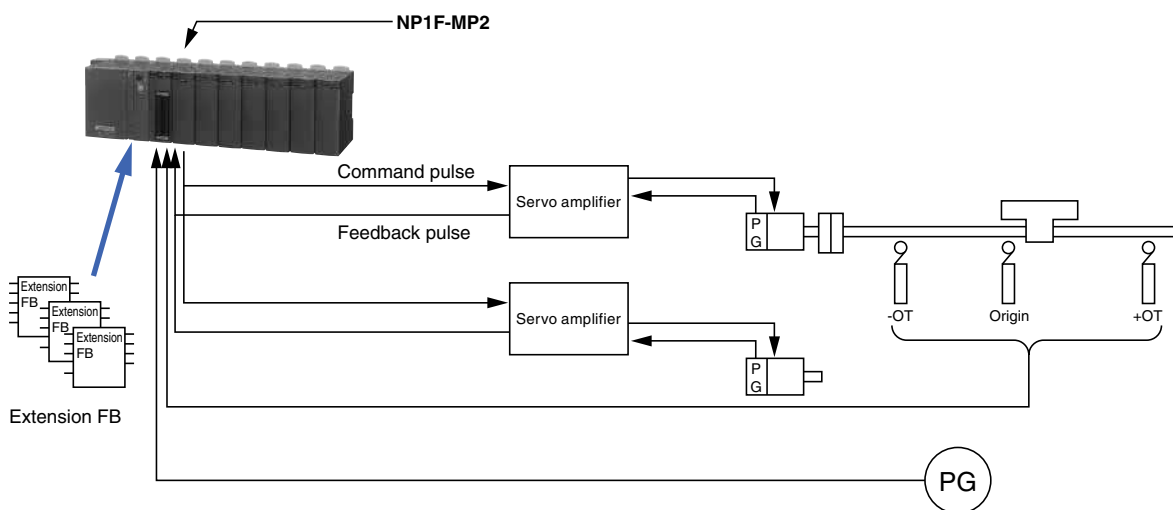 NP1F-MP2
Command pulse
Servo amplifier
Feedback pulse
P
G
-OT
Origin
+OT
Extension
FB
Extension
FB
Extension
FB
Extension FB
Servo amplifier
P
G
PG